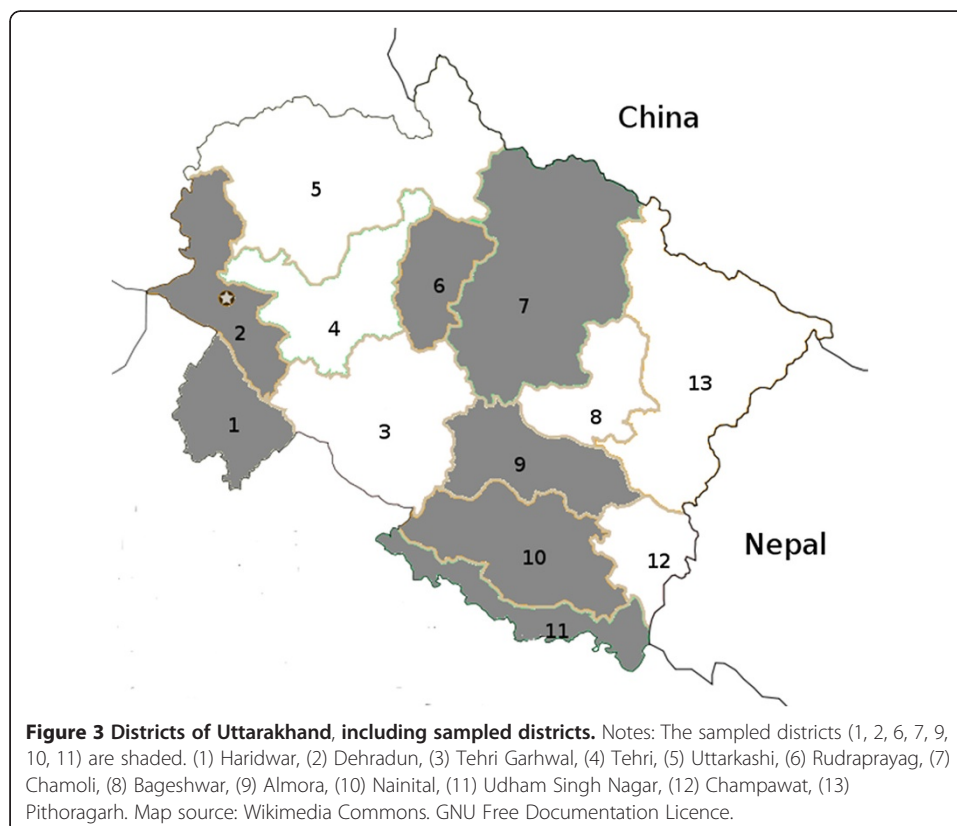 China
5
6
7
4
2
13
8
3
1
9
Nepal
10
12
11
Figure 3 Districts of Uttarakhand, including sampled districts. Notes: The sampled districts (1, 2, 6, 7, 9,
10, 11) are shaded. (1) Haridwar, (2) Dehradun, (3) Tehri Garhwal, (4) Tehri, (5) Uttarkashi, (6) Rudraprayag, (7)
Chamoli, (8) Bageshwar, (9) Almora, (10) Nainital, (11) Udham Singh Nagar, (12) Champawat, (13)
Pithoragarh. Map source: Wikimedia Commons. GNU Free Documentation Licence.